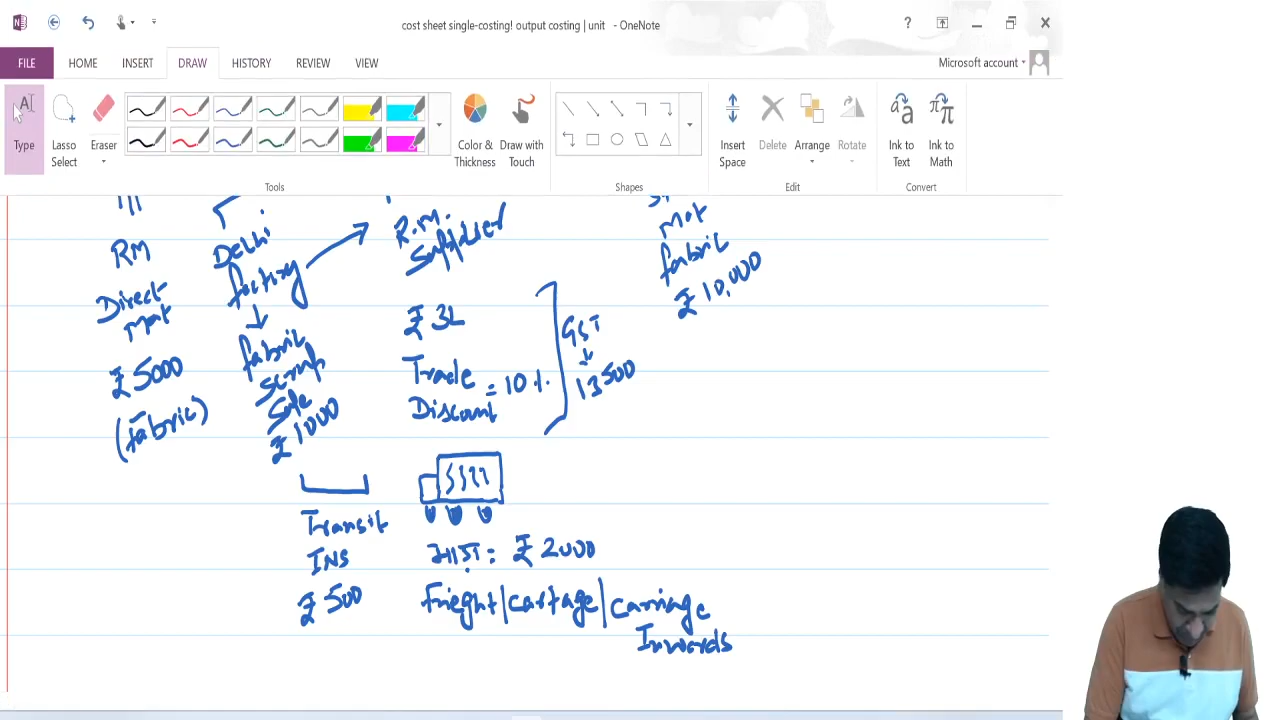 cost sheet single-costing! output costing | unit - OneNote
FILE HOME INSERT DRAW HISTORY REVIEW VIEW
Microsoft account
Type
Lasso Select
Eraser
Color & Thickness
Draw with Touch
Insert Space
Delete
Arrange
Rotate
Ink to Text
Ink to Math
Tools
Shapes
Edit
Convert
RM
Direct
Mat
₹5000
(fabric)
Delhi
factory
fabric
scrap
Sale
₹1000
R.M.
Supplier
₹3L
Trade
Discount = 10%.
GST
13500
Mat
fabric
₹10,000
Transit
INS
₹500
भाड़ा: ₹2000
Frieght/Cartage/Carriage
Inwards